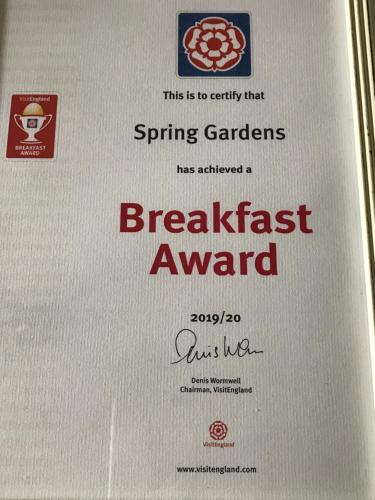 This is to certify that
VisitEngland
BREAKFAST
AWARD
Spring Gardens
has achieved a
Breakfast
Award
2019/20
Denis Wormwell
Chairman, VisitEngland
VisitEngland
www.visitengland.com